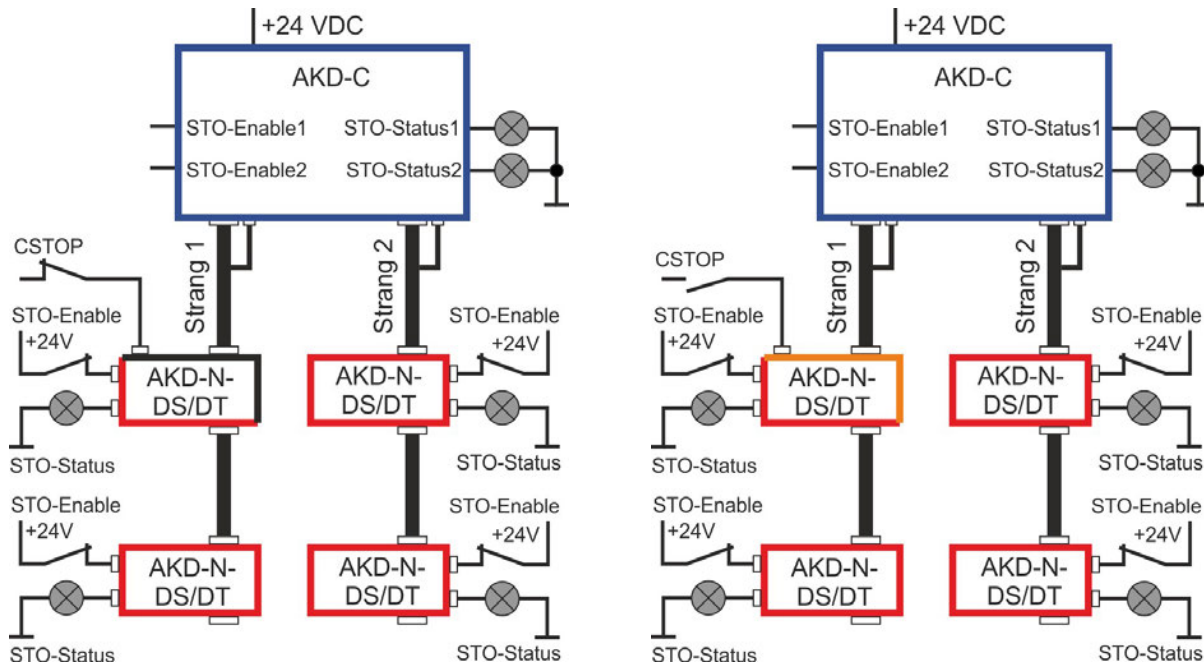 +24 VDC
AKD-C
STO-Enable1
STO-Status1
STO-Enable2
STO-Status2
Strang 1
Strang 2
CSTOP
STO-Enable
+24V
STO-Enable
+24V
AKD-N-
DS/DT
AKD-N-
DS/DT
STO-Status
STO-Status
STO-Enable
+24V
STO-Enable
+24V
AKD-N-
DS/DT
AKD-N-
DS/DT
STO-Status
STO-Status
+24 VDC
AKD-C
STO-Enable1
STO-Status1
STO-Enable2
STO-Status2
Strang 1
Strang 2
CSTOP
STO-Enable
+24V
STO-Enable
+24V
AKD-N-
DS/DT
AKD-N-
DS/DT
STO-Status
STO-Status
STO-Enable
+24V
STO-Enable
+24V
AKD-N-
DS/DT
AKD-N-
DS/DT
STO-Status
STO-Status